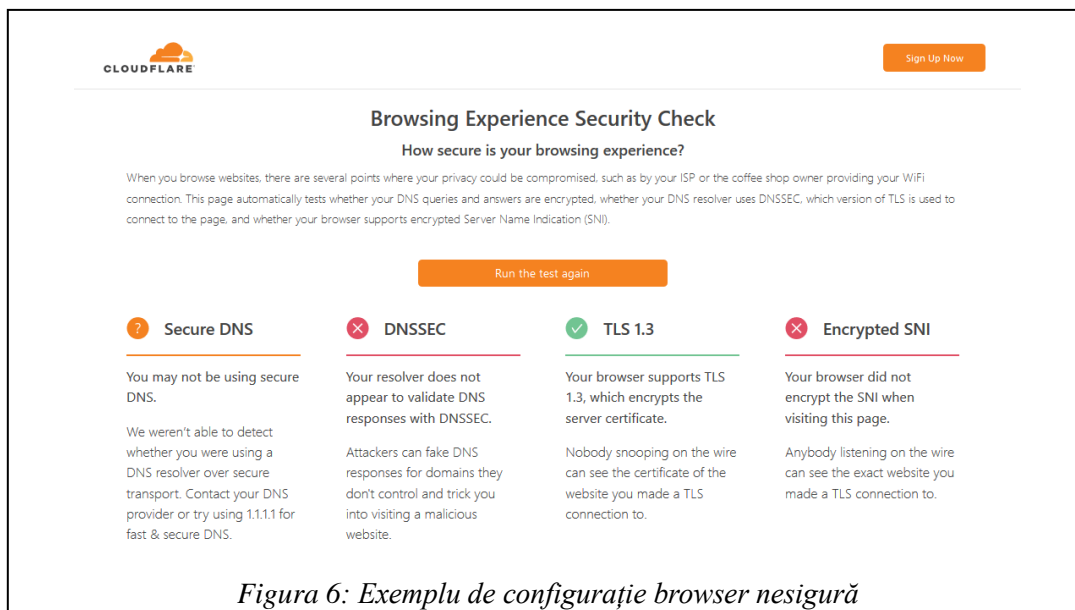 CLOUDFLARE
Sign Up Now
Browsing Experience Security Check
How secure is your browsing experience?
When you browse websites, there are several points where your privacy could be compromised, such as by your ISP or the coffee shop owner providing your WiFi
connection. This page automatically tests whether your DNS queries and answers are encrypted, whether your DNS resolver uses DNSSEC, which version of TLS is used to
connect to the page, and whether your browser supports encrypted Server Name Indication (SNI).
Run the test again
? Secure DNS
You may not be using secure
DNS.
We weren't able to detect
whether you were using a
DNS resolver over secure
transport. Contact your DNS
provider or try using 1.1.1.1 for
fast & secure DNS.
DNSSEC
Your resolver does not
appear to validate DNS
responses with DNSSEC.
Attackers can fake DNS
responses for domains they
don't control and trick you
into visiting a malicious
website.
TLS 1.3
Your browser supports TLS
1.3, which encrypts the
server certificate.
Nobody snooping on the wire
can see the certificate of the
website you made a TLS
connection to.
Encrypted SNI
Your browser did not
encrypt the SNI when
visiting this page.
Anybody listening on the wire
can see the exact website you
made a TLS connection to.
Figura 6: Exemplu de configurație browser nesigură